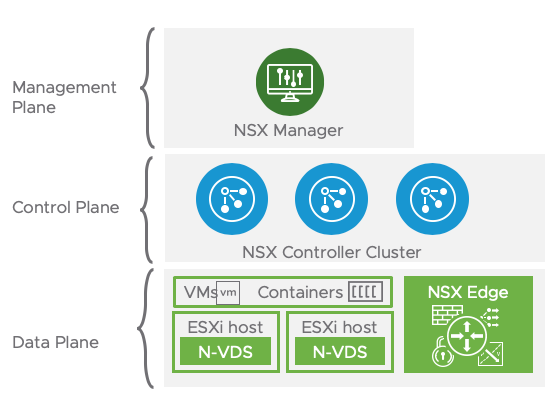 Management
Plane
NSX Manager
Control Plane
NSX Controller Cluster
VMs vm Containers
NSX Edge
ESXi host
ESXi host
N-VDS
N-VDS
Data Plane